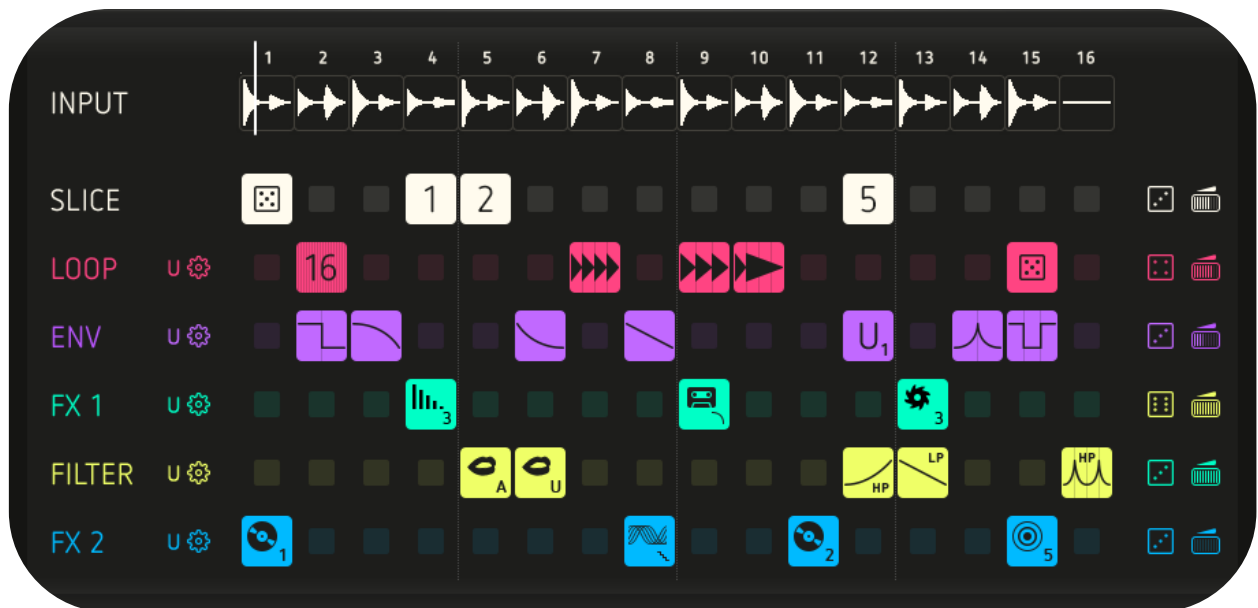 1 2 3 4 5 6 7 8 9 10 11 12 13 14 15 16
INPUT
SLICE 1 2 5
LOOP U 16
ENV U U1
FX 1 U 3 3
FILTER U A U HP LP HP
FX 2 U 1 2 5